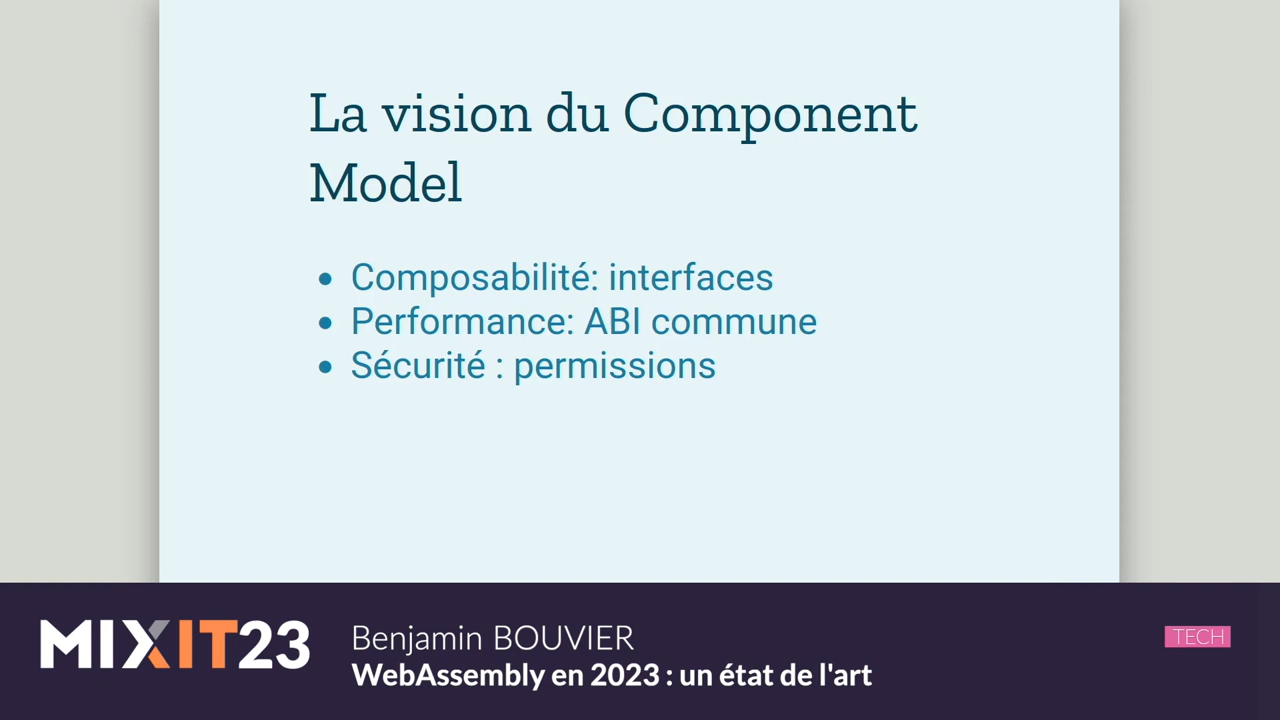 La vision du Component
Model
Composabilité: interfaces
Performance: ABI commune
Sécurité : permissions
MIXIT23
Benjamin BOUVIER
WebAssembly en 2023 : un état de l'art
TECH